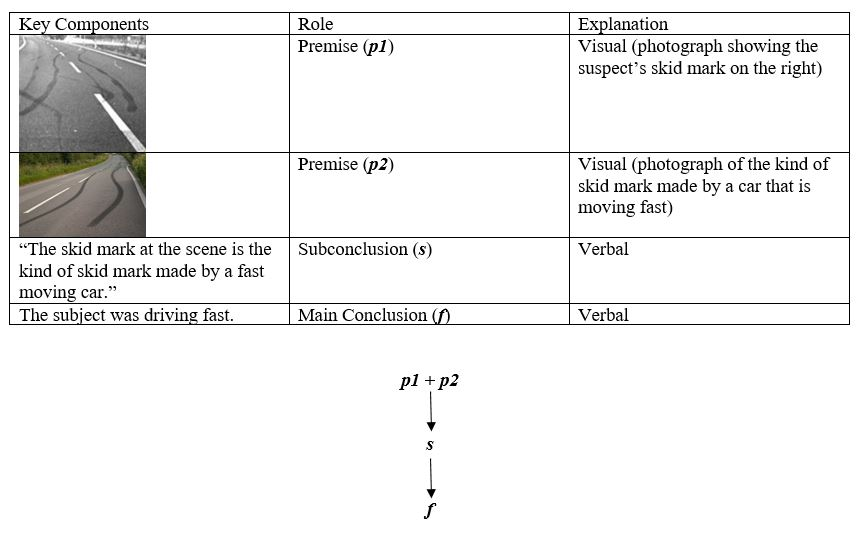 Key Components Role Explanation
Premise (p1) Visual (photograph showing the
suspect’s skid mark on the right)
Premise (p2) Visual (photograph of the kind of
skid mark made by a car that is
moving fast)
“The skid mark at the scene is the Subconclusion (s) Verbal
kind of skid mark made by a fast
moving car.”
The subject was driving fast. Main Conclusion (f) Verbal
p1 + p2
s
f